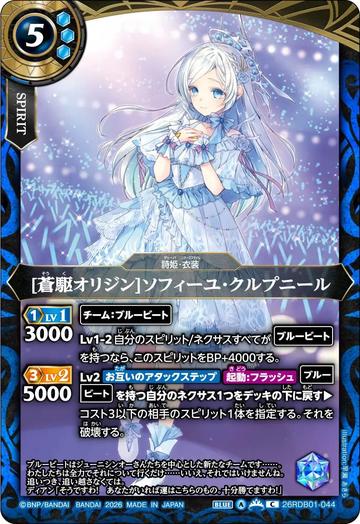 5
SPIRIT
詩姫・衣装
[蒼駆オリジン]ソフィーユ・クルプニール
1 LV1 3000
チーム:ブルービート
Lv1-2 自分のスピリット/ネクサスすべてが ブルービート
を持つなら、このスピリットをBP+4000する。
3 LV2 5000
Lv2 お互いのアタックステップ 起動:フラッシュ ブルー
ビート を持つ自分のネクサス1つをデッキの下に戻す▶
コスト3以下の相手のスピリット1体を指定する。それを
破壊する。
ブルービートはジューニシンオーさんたちを中心とした新たなチームです……
わたしたちは全力でそれについて行くだけ……いいえ、それではいけませんね。
追いつき、追い越さなくては。
ディアン「そうですわ! あなたがいれば達こちらのもの、十分勝てますわ!」
©BNP/BANDAI BANDAI 2026 MADE IN JAPAN BLUE A C 26RDB01-044